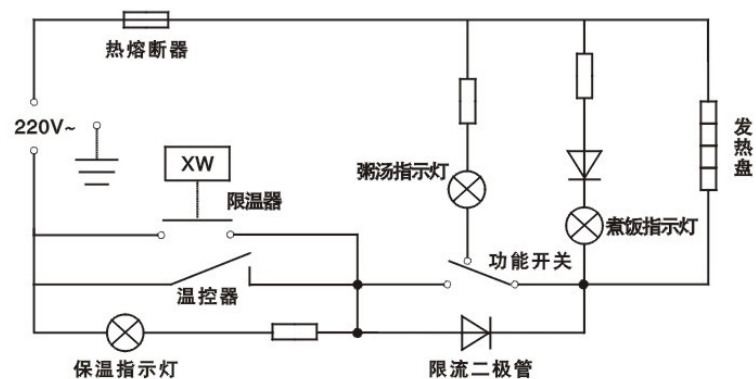 热熔断器
220V~
XW
限温器
粥汤指示灯
发热盘
煮饭指示灯
功能开关
温控器
保温指示灯
限流二极管